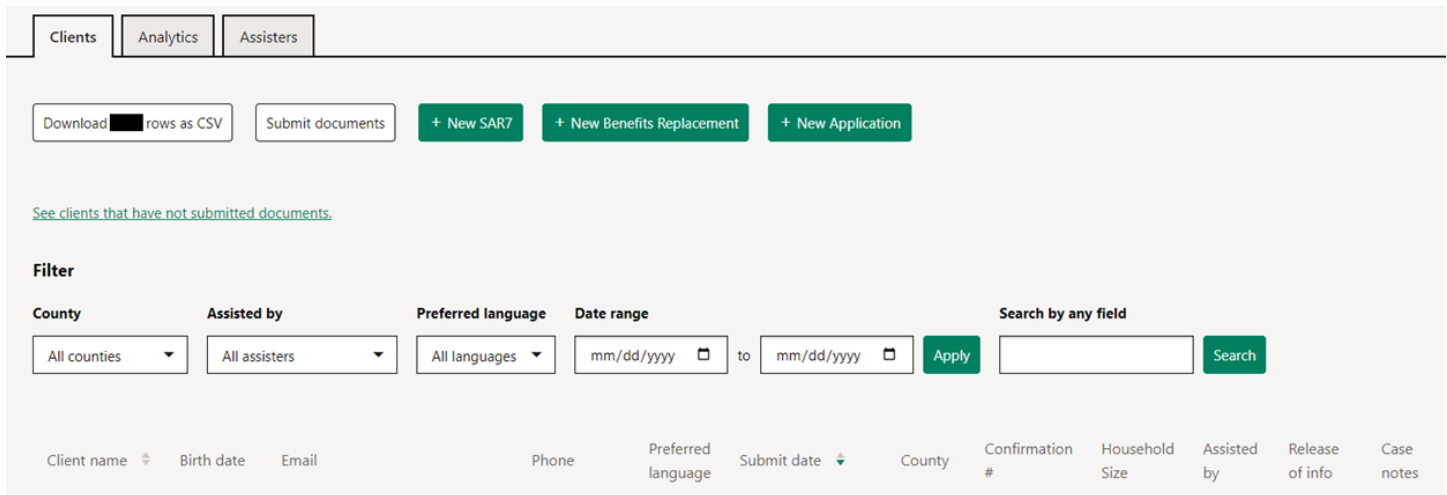 Clients Analytics Assisters
Download rows as CSV Submit documents + New SAR7 + New Benefits Replacement + New Application
See clients that have not submitted documents.
Filter
County Assisted by Preferred language Date range Search by any field
All counties All assisters All languages mm/dd/yyyy to mm/dd/yyyy Apply Search
Client name Birth date Email Phone Preferred language Submit date County Confirmation # Household Size Assisted by Release of info Case notes